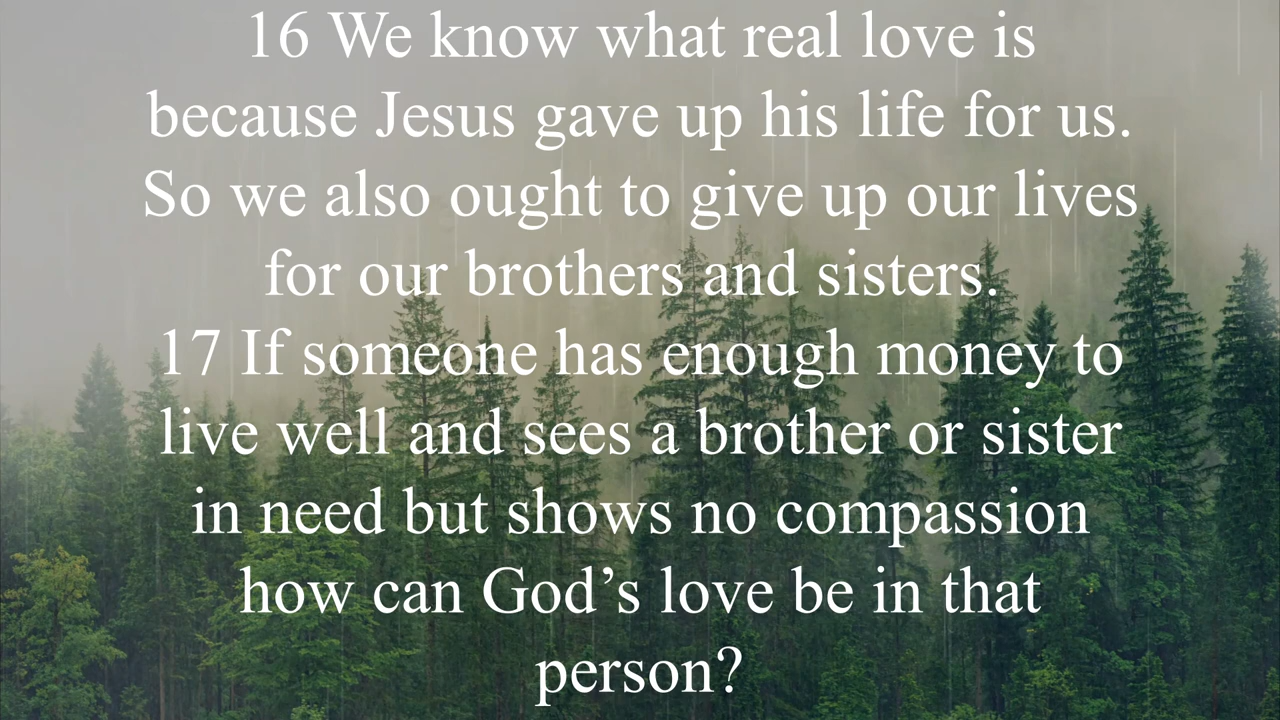 16 We know what real love is
because Jesus gave up his life for us.
So we also ought to give up our lives
for our brothers and sisters.
17 If someone has enough money to
live well and sees a brother or sister
in need but shows no compassion
how can God’s love be in that
person?